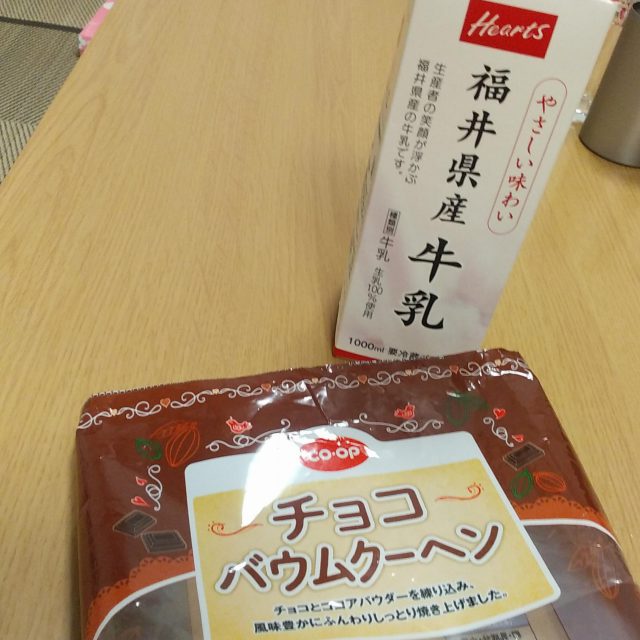 Hearts
やさしい味わい
福井県産 牛乳
生産者の笑顔が浮かぶ
福井県産の牛乳です。
種類別 牛乳 生乳100%使用
1000ml 要冷蔵
CO·OP
チョコ
バウムクーヘン
チョコとココアパウダーを練り込み、
風味豊かにふんわりしっとり焼き上げました。